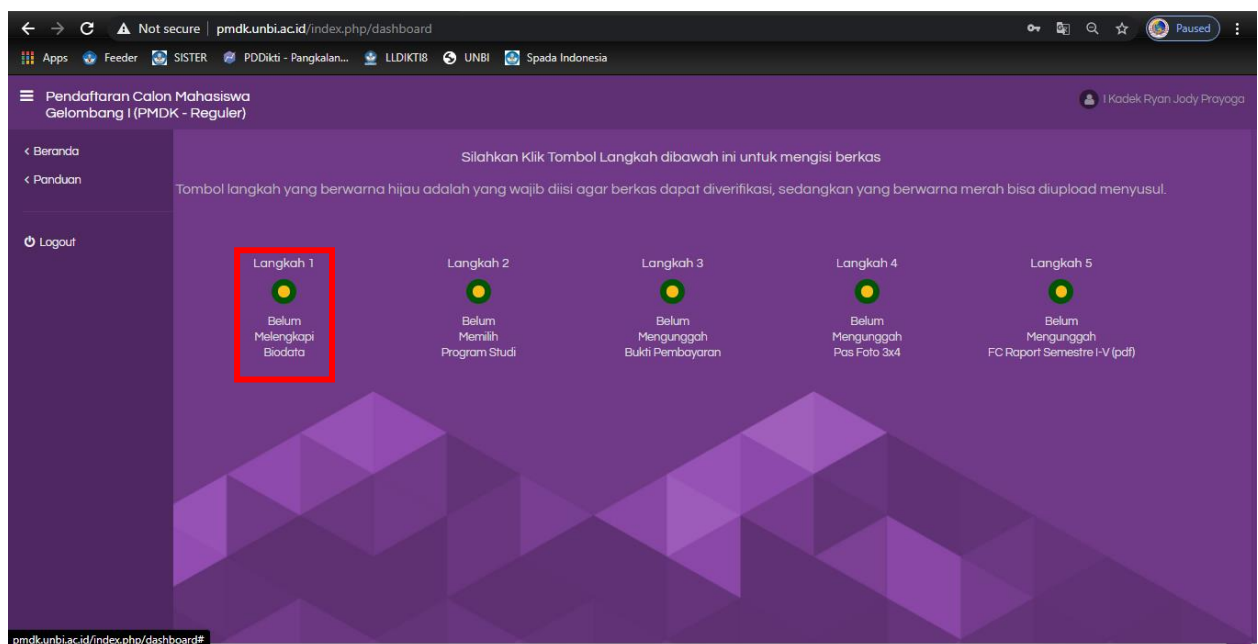 Not secure | pmdk.unbi.ac.id/index.php/dashboard
Paused
Apps Feeder SISTER PDDikti - Pangkalan... LLDIKTI8 UNBI Spada Indonesia
Pendaftaran Calon Mahasiswa
Gelombang I (PMDK - Reguler)
I Kadek Ryan Jody Prayoga
< Beranda
< Panduan
Logout
Silahkan Klik Tombol Langkah dibawah ini untuk mengisi berkas
Tombol langkah yang berwarna hijau adalah yang wajib diisi agar berkas dapat diverifikasi, sedangkan yang berwarna merah bisa diupload menyusul.
Langkah 1
Belum
Melengkapi
Biodata
Langkah 2
Belum
Memilih
Program Studi
Langkah 3
Belum
Mengunggah
Bukti Pembayaran
Langkah 4
Belum
Mengunggah
Pas Foto 3x4
Langkah 5
Belum
Mengunggah
FC Raport Semestre I-V (pdf)
pmdk.unbi.ac.id/index.php/dashboard#